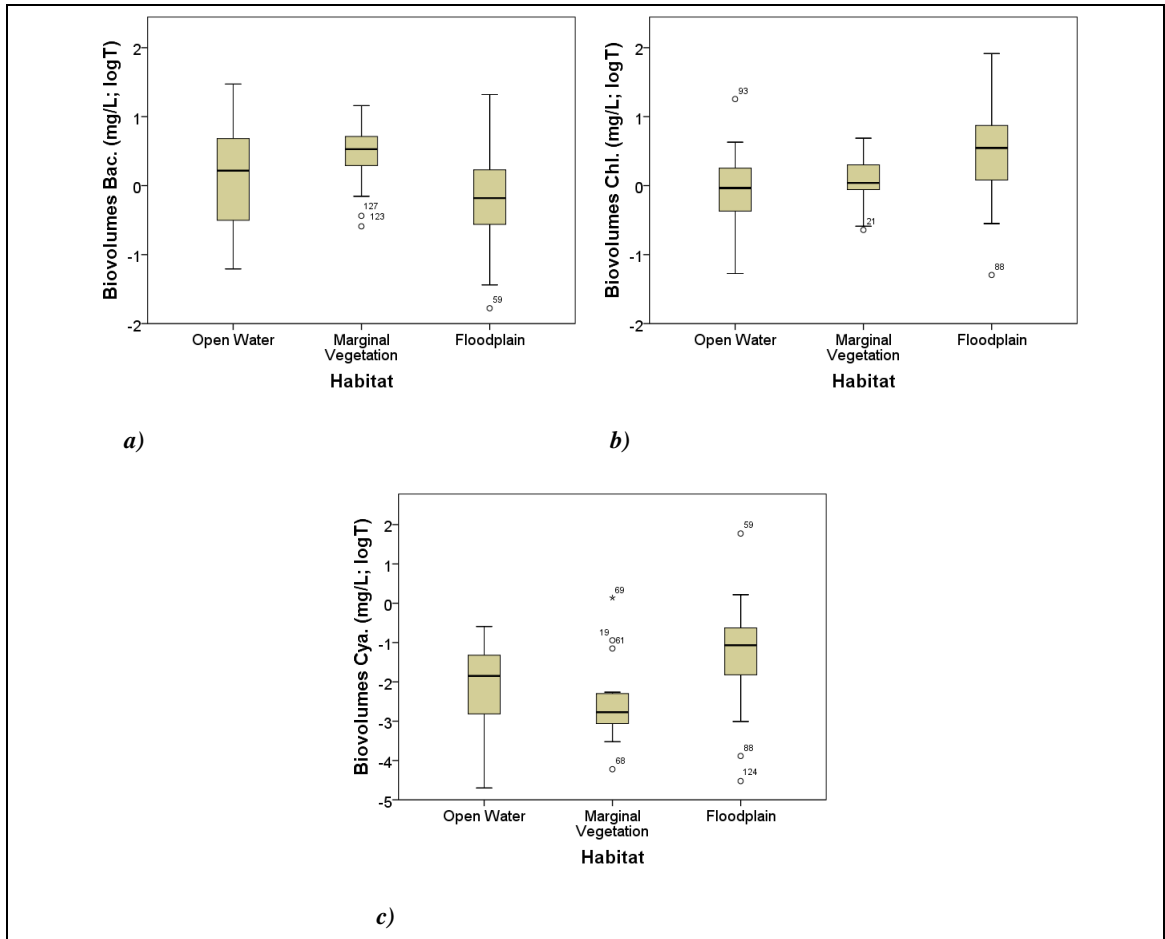 Biovolumes Bac. (mg/L; logT)
2
1
0
-1
-2
127
123
59
Open Water
Marginal
Vegetation
Floodplain
Habitat
a)
Biovolumes Chl. (mg/L; logT)
2
1
0
-1
-2
93
21
88
Open Water
Marginal
Vegetation
Floodplain
Habitat
b)
Biovolumes Cya. (mg/L; logT)
2
1
0
-1
-2
-3
-4
-5
69
19
61
68
59
88
124
Open Water
Marginal
Vegetation
Floodplain
Habitat
c)